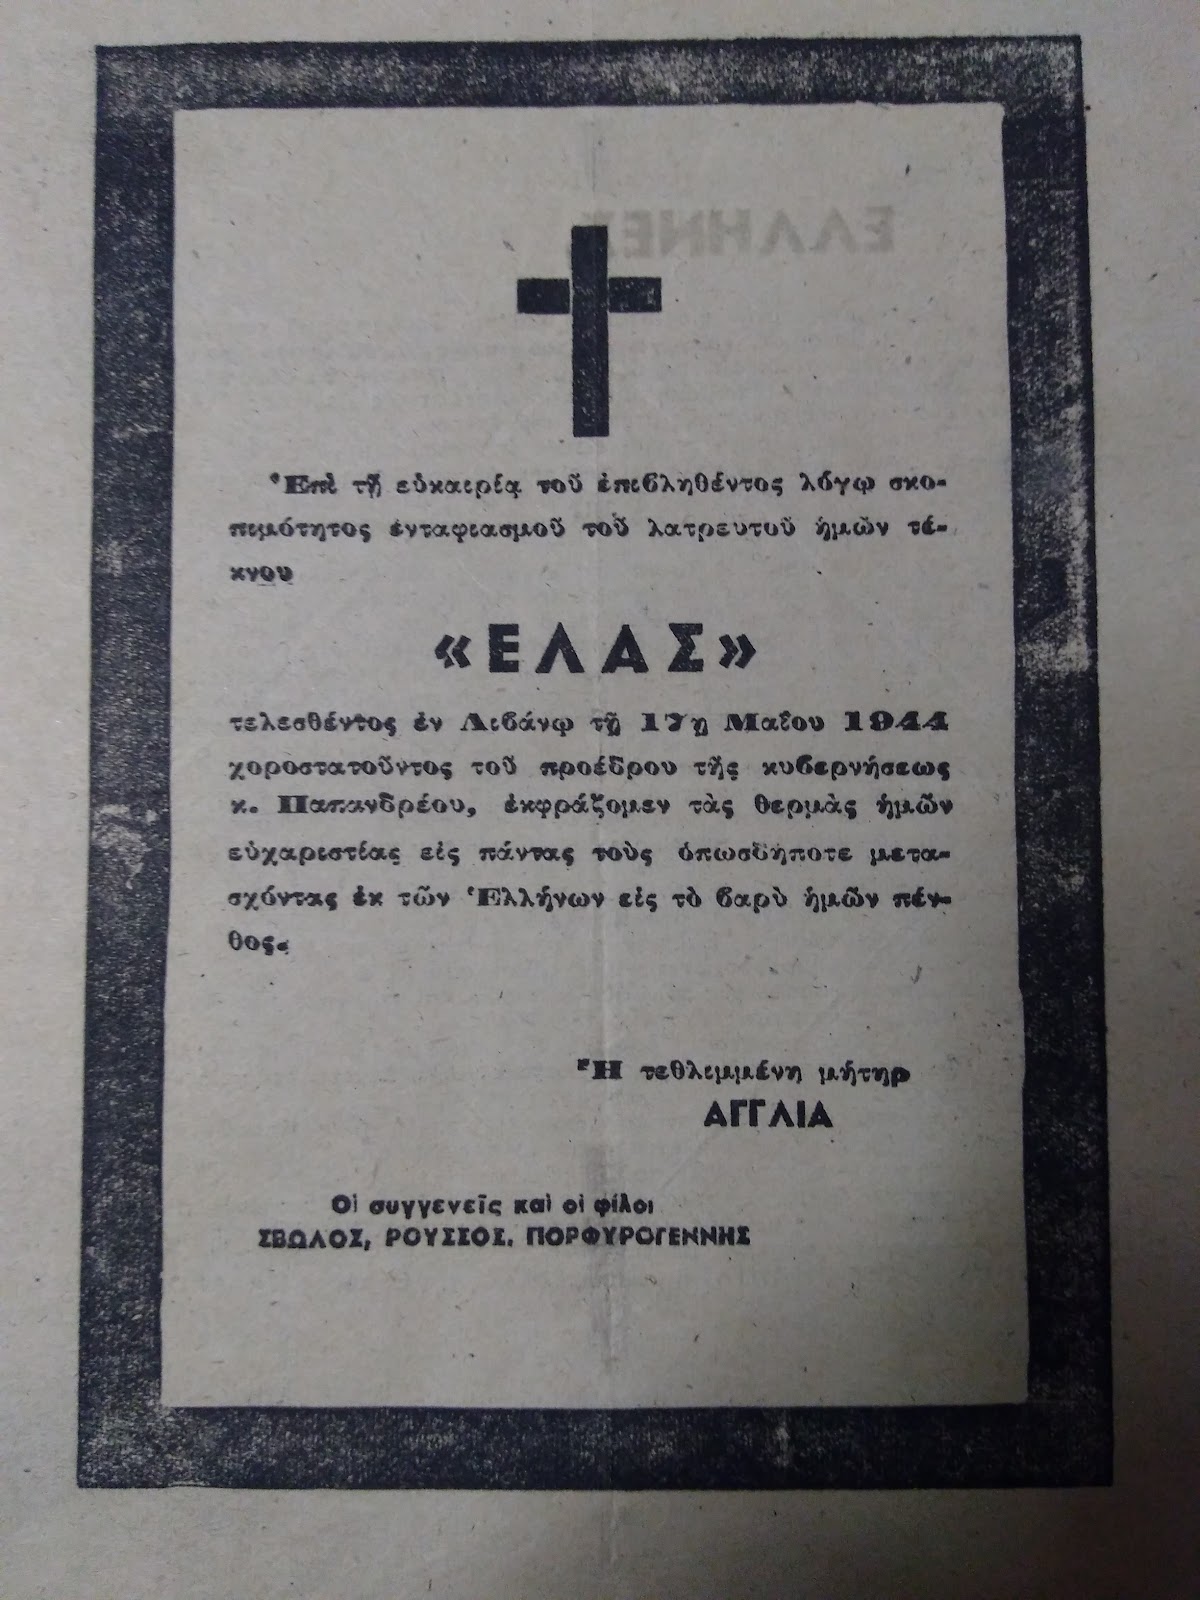 ΕΛΛΗΝΕΣ
Ἐπὶ τῇ εὐκαιρίᾳ τοῦ ἐπιβληθέντος λόγῳ σκο-
πιμότητος ἐνταφιασμοῦ τοῦ λατρευτοῦ ἡμῶν τέ-
κνου
«ΕΛΑΣ»
τελεσθέντος ἐν Λιβάνῳ τῇ 17ῃ Μαΐου 1944
χοροστατοῦντος τοῦ προέδρου τῆς κυβερνήσεως
κ. Παπανδρέου, ἐκφράζομεν τὰς θερμὰς ἡμῶν
εὐχαριστίας εἰς πάντας τοὺς ὁπωσδήποτε μετα-
σχόντας ἐκ τῶν Ἑλλήνων εἰς τὸ βαρὺ ἡμῶν πέν-
θος.
Ἡ τεθλιμμένη μήτηρ
ΑΓΓΛΙΑ
Οἱ συγγενεῖς καὶ οἱ φίλοι
ΣΒΩΛΟΣ, ΡΟΥΣΣΟΣ, ΠΟΡΦΥΡΟΓΕΝΝΗΣ